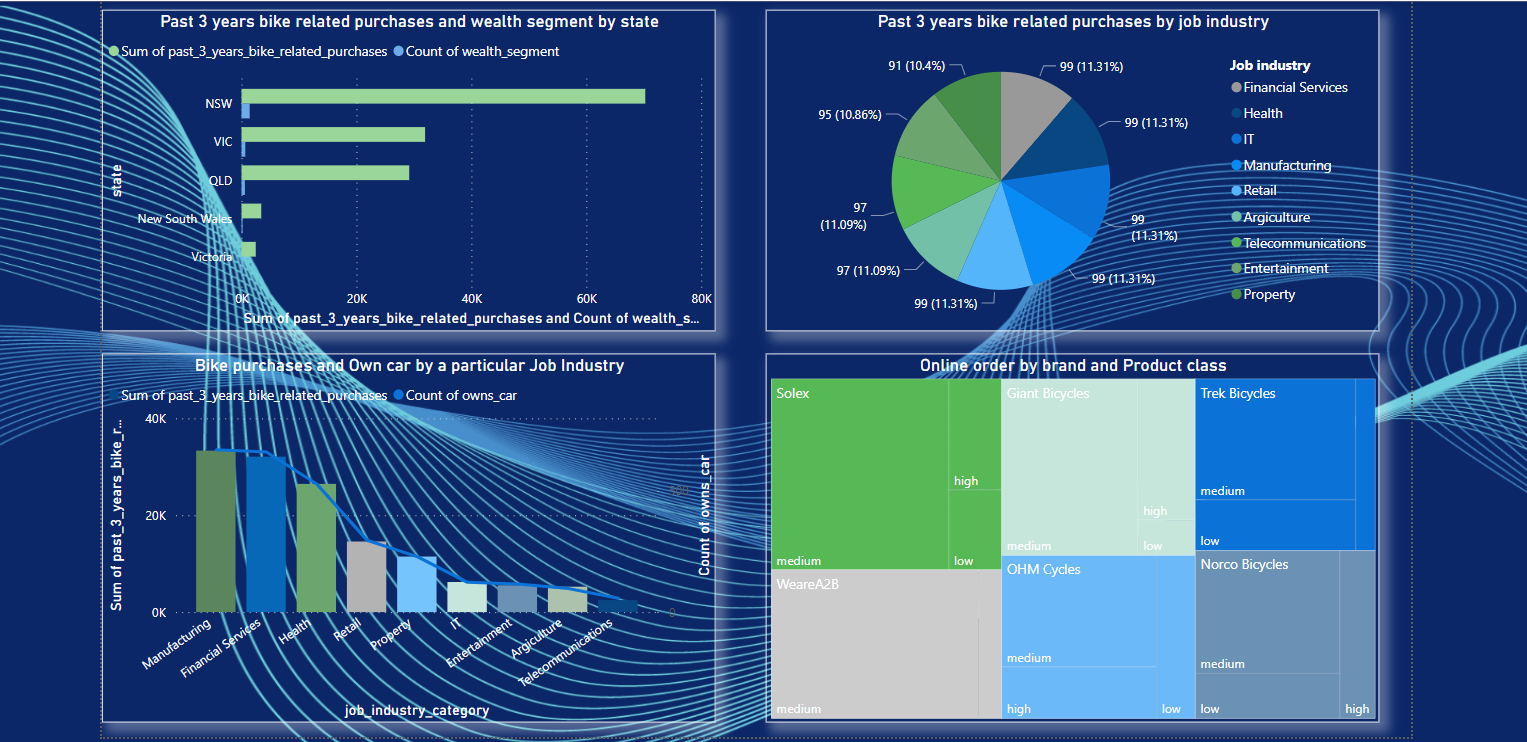 Past 3 years bike related purchases and wealth segment by state
Sum of past_3_years_bike_related_purchases Count of wealth_segment
NSW
VIC
QLD
New South Wales
Victoria
state
0K 20K 40K 60K 80K
Sum of past_3_years_bike_related_purchases and Count of wealth_s...
Past 3 years bike related purchases by job industry
91 (10.4%)
99 (11.31%)
95 (10.86%)
99 (11.31%)
97
(11.09%)
99
(11.31%)
97 (11.09%)
99 (11.31%)
99 (11.31%)
Job industry
Financial Services
Health
IT
Manufacturing
Retail
Argiculture
Telecommunications
Entertainment
Property
Bike purchases and Own car by a particular Job Industry
Sum of past_3_years_bike_related_purchases Count of owns_car
40K
20K
0K
Sum of past_3_years_bike_r...
500
0
Count of owns_car
Manufacturing
Financial Services
Health
Retail
Property
IT
Entertainment
Argiculture
Telecommunications
job_industry_category
Online order by brand and Product class
Solex
high
medium
low
WeareA2B
medium
Giant Bicycles
high
medium
low
OHM Cycles
medium
high
low
Trek Bicycles
medium
low
Norco Bicycles
medium
low
high